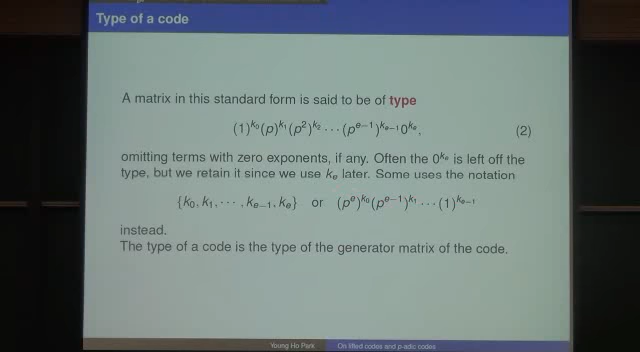 Type of a code
A matrix in this standard form is said to be of type
(1)^{k_0}(p)^{k_1}(p^2)^{k_2} ··· (p^{e−1})^{k_{e−1}}0^{k_e}, (2)
omitting terms with zero exponents, if any. Often the 0^{k_e} is left off the
type, but we retain it since we use k_e later. Some uses the notation
{k_0, k_1, ··· , k_{e−1}, k_e} or (p^e)^{k_0}(p^{e−1})^{k_1} ··· (1)^{k_{e−1}}
instead.
The type of a code is the type of the generator matrix of the code.
Young Ho Park On lifted codes and p-adic codes